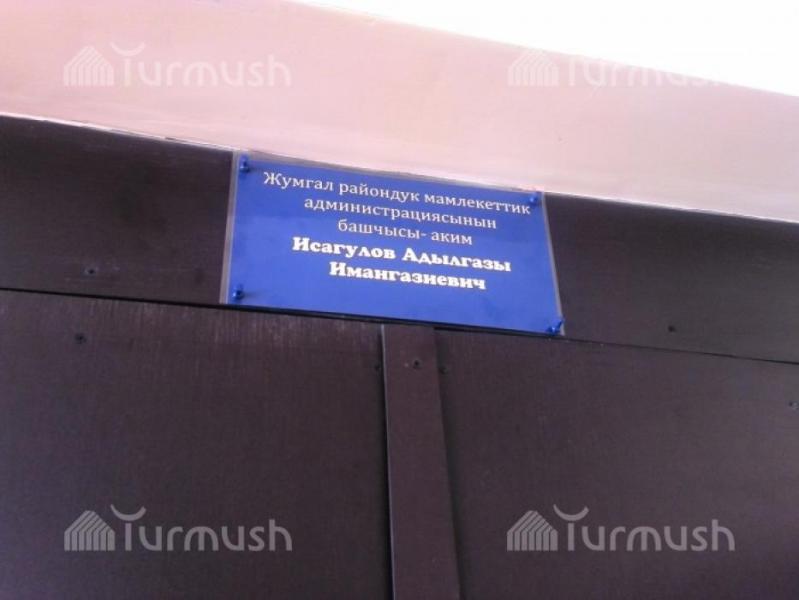 Turmush
Turmush
Жумгал райондук мамлекеттик
администрациясынын
башчысы- аким
Исагулов Адылгазы
Имангазиевич
Turmush
Turmush